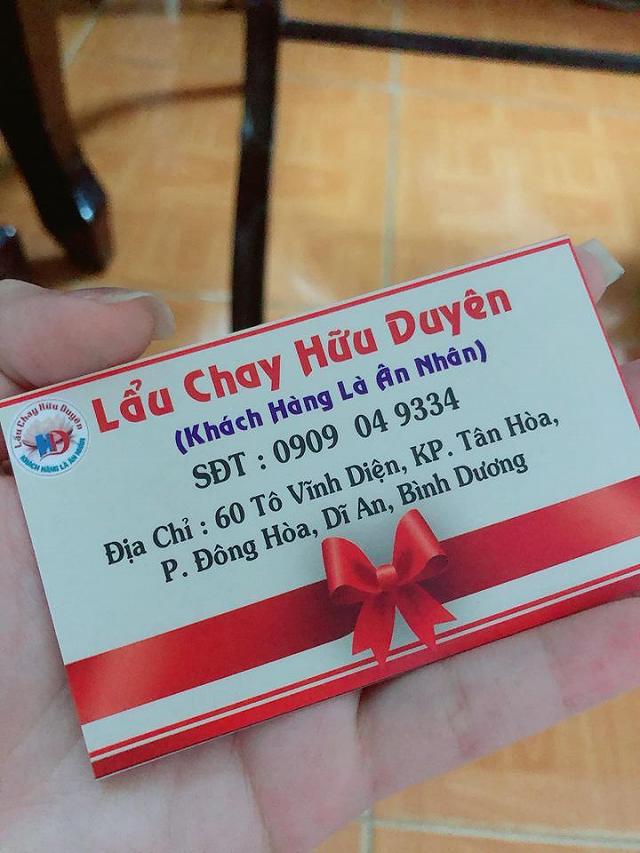 Lẩu Chay Hữu Duyên
(Khách Hàng Là Ân Nhân)
SĐT : 0909 04 9334
Địa Chỉ : 60 Tô Vĩnh Diện, KP. Tân Hòa,
P. Đông Hòa, Dĩ An, Bình Dương
Lẩu Chay Hữu Duyên
HD
KHÁCH HÀNG LÀ ÂN NHÂN